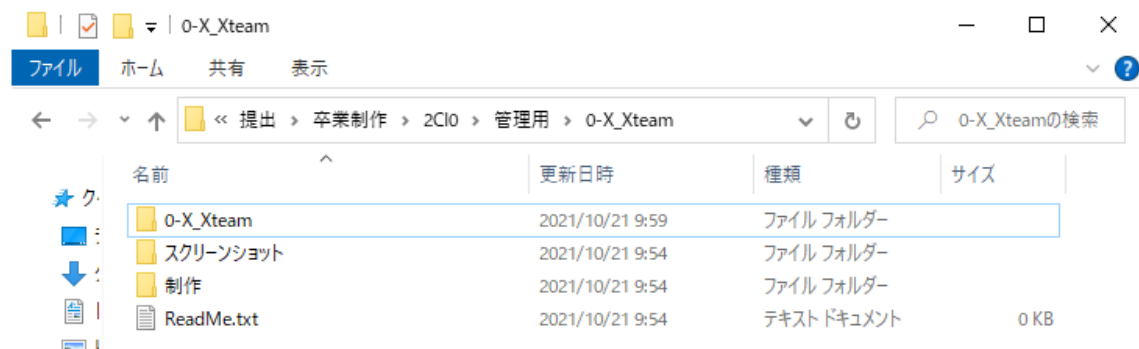 0-X_Xteam
ファイル ホーム 共有 表示
« 提出 › 卒業制作 › 2CI0 › 管理用 › 0-X_Xteam 0-X_Xteamの検索
名前 更新日時 種類 サイズ
0-X_Xteam 2021/10/21 9:59 ファイル フォルダー
スクリーンショット 2021/10/21 9:54 ファイル フォルダー
制作 2021/10/21 9:54 ファイル フォルダー
ReadMe.txt 2021/10/21 9:54 テキスト ドキュメント 0 KB